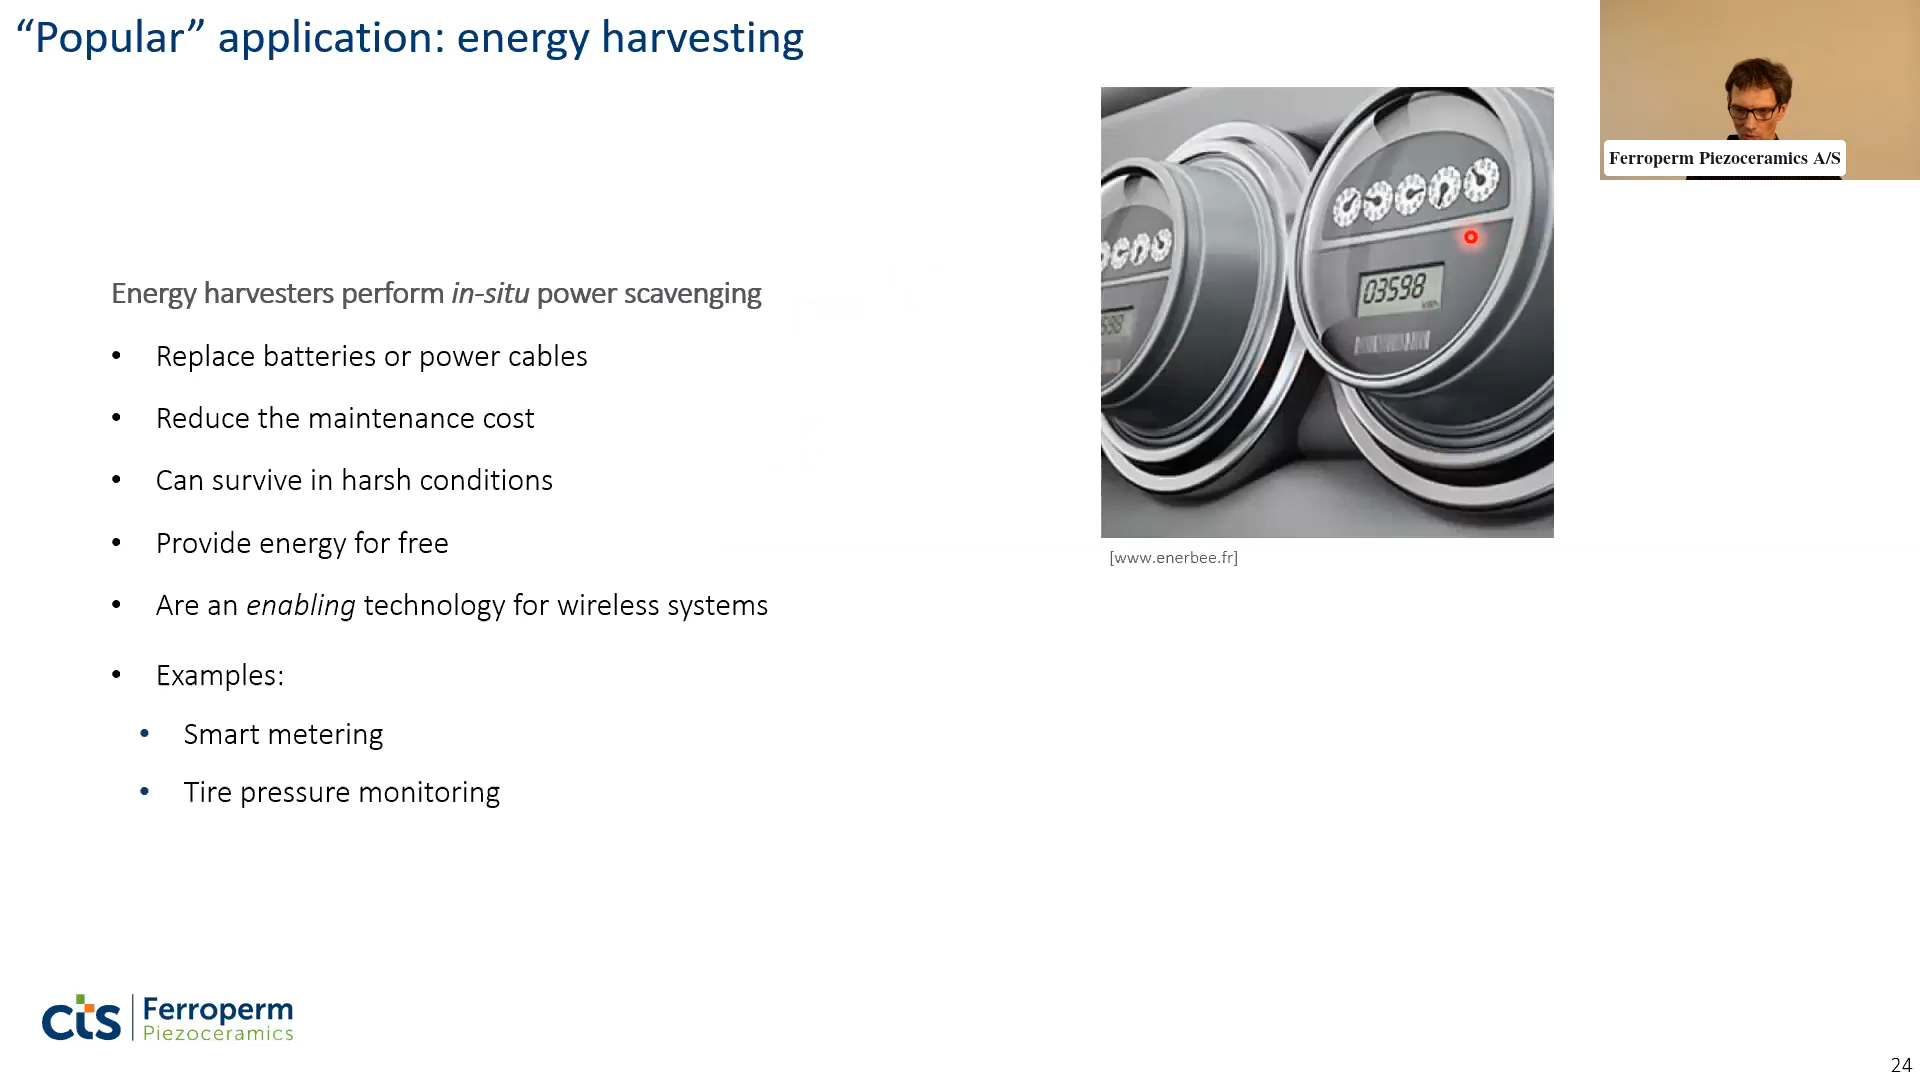 “Popular” application: energy harvesting
Ferroperm Piezoceramics A/S
Energy harvesters perform in-situ power scavenging
• Replace batteries or power cables
• Reduce the maintenance cost
• Can survive in harsh conditions
• Provide energy for free
• Are an enabling technology for wireless systems
• Examples:
• Smart metering
• Tire pressure monitoring
03598
[www.enerbee.fr]
cts
Ferroperm
Piezoceramics
24